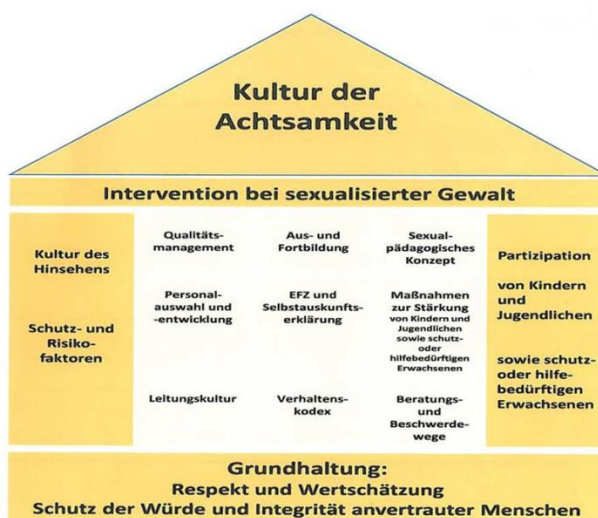 Kultur der
Achtsamkeit
Intervention bei sexualisierter Gewalt
Kultur des
Hinsehens
Schutz- und
Risiko-
faktoren
Qualitäts-
management
Aus- und
Fortbildung
Sexual-
pädagogisches
Konzept
Personal-
auswahl und
-entwicklung
EFZ und
Selbstauskunfts-
erklärung
Maßnahmen
zur Stärkung
von Kindern und
Jugendlichen
sowie schutz-
oder
hilfebedürftigen
Erwachsenen
Leitungskultur
Verhaltens-
kodex
Beratungs-
und
Beschwerde-
wege
Partizipation
von Kindern
und
Jugendlichen
sowie schutz-
oder hilfe-
bedürftigen
Erwachsenen
Grundhaltung:
Respekt und Wertschätzung
Schutz der Würde und Integrität anvertrauter Menschen